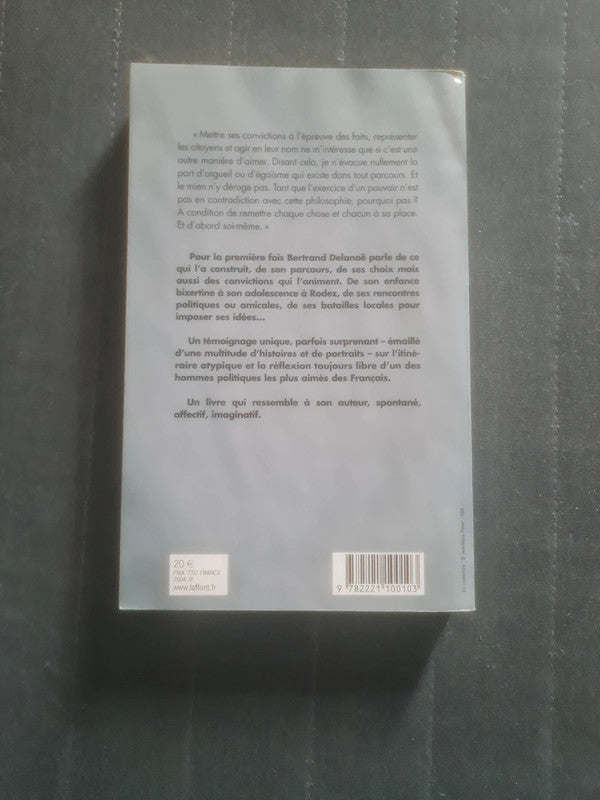 « Mettre ses convictions à l'épreuve des faits, représenter
les citoyens et agir en leur nom ne m'intéresse que si c'est une
autre manière d'aimer. Disant cela, je n'évacue nullement la
part d'orgueil ou d'égoïsme qui existe dans tout parcours. Et
le mien n'y déroge pas. Tant que l'exercice d'un pouvoir n'est
pas en contradiction avec cette philosophie, pourquoi pas ?
À condition de remettre chaque chose et chacun à sa place.
Et d'abord soi-même. »
Pour la première fois Bertrand Delanoë parle de ce
qui l'a construit, de son parcours, de ses choix mais
aussi des convictions qui l'animent. De son enfance
bizertine à son adolescence à Rodez, de ses rencontres
politiques ou amicales, de ses batailles locales pour
imposer ses idées...
Un témoignage unique, parfois surprenant – émaillé
d'une multitude d'histoires et de portraits – sur l'itiné-
raire atypique et la réflexion toujours libre d'un des
hommes politiques les plus aimés des Français.
Un livre qui ressemble à son auteur, spontané,
affectif, imaginatif.
20 €
PRIX TTC FRANCE
2004-IX
www.laffont.fr
9 782221 100103
En couverture : ©